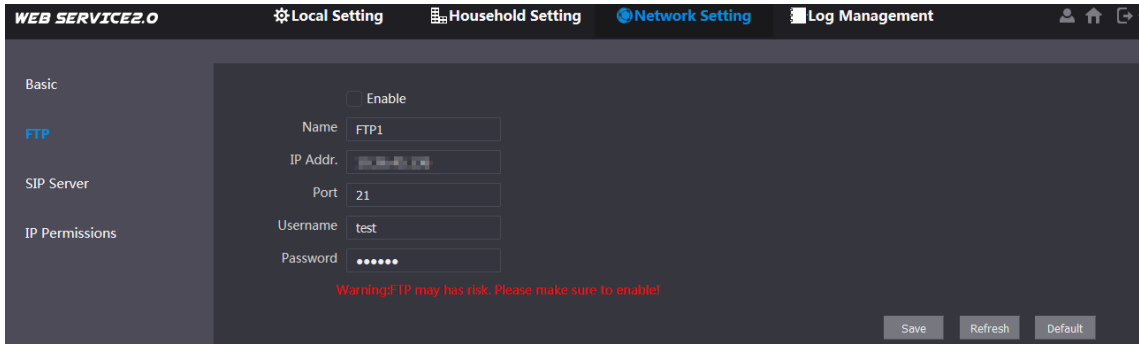 WEB SERVICE2.0 Local Setting Household Setting Network Setting Log Management
Basic
Enable
FTP
Name FTP1
IP Addr.
SIP Server
Port 21
IP Permissions
Username test
Password ●●●●●●
Warning:FTP may has risk. Please make sure to enable!
Save Refresh Default